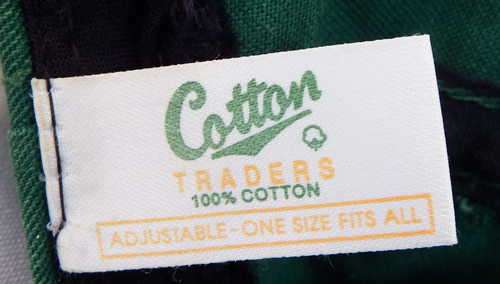 Cotton
TRADERS
100% COTTON
ADJUSTABLE - ONE SIZE FITS ALL